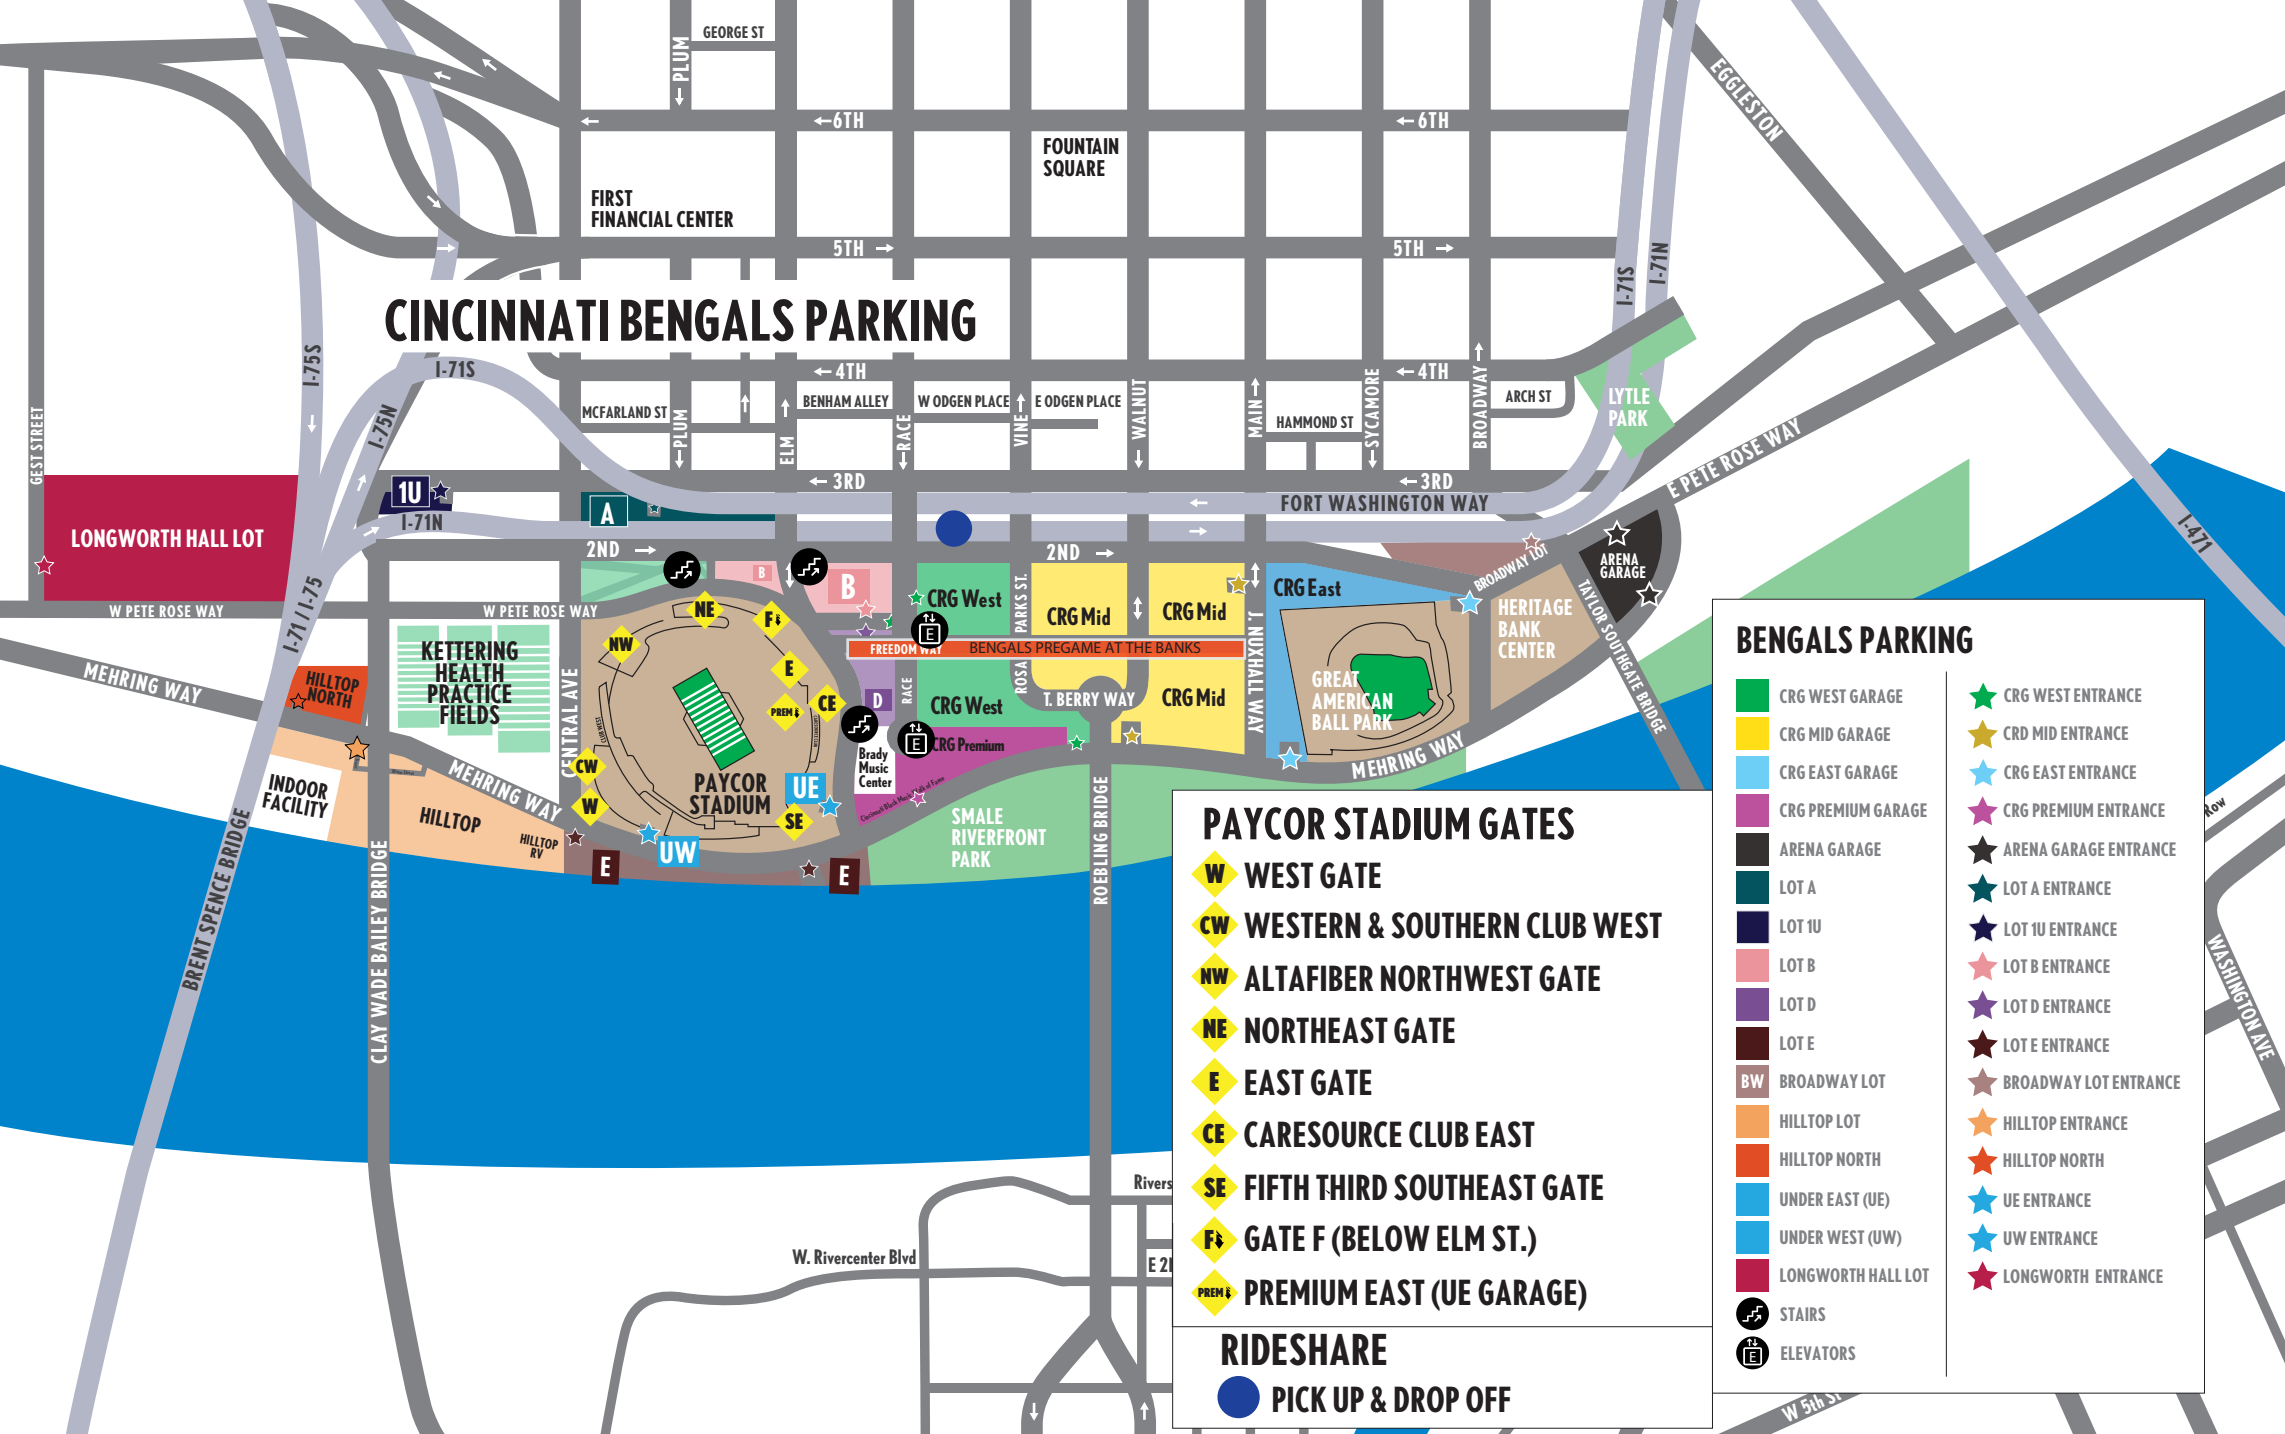 GEORGE ST
PLUM
EGGLESTON
6TH
6TH
FOUNTAIN
SQUARE
FIRST
FINANCIAL CENTER
5TH
5TH
I-71S
I-71N
CINCINNATI BENGALS PARKING
I-75S
I-71S
4TH
4TH
I-75N
MCFARLAND ST
PLUM
ELM
BENHAM ALLEY
RACE
W ODGEN PLACE
VINE
E ODGEN PLACE
WALNUT
MAIN
HAMMOND ST
SYCAMORE
BROADWAY
ARCH ST
LYTLE
PARK
GEST STREET
E PETE ROSE WAY
3RD
3RD
1U
A
I-71N
FORT WASHINGTON WAY
I-471
LONGWORTH HALL LOT
2ND
2ND
BROADWAY LOT
ARENA
GARAGE
TAYLOR SOUTHGATE BRIDGE
I-71 / I-75
W PETE ROSE WAY
W PETE ROSE WAY
B
B
CRG West
ROSA PARKS ST.
CRG Mid
CRG Mid
CRG East
J. NUXHALL WAY
HERITAGE
BANK
CENTER
NE
F
NW
E
FREEDOM WAY
BENGALS PREGAME AT THE BANKS
KETTERING
HEALTH
PRACTICE
FIELDS
MEHRING WAY
HILLTOP
NORTH
CENTRAL AVE
PREM
CE
D
RACE
CRG West
T. BERRY WAY
CRG Mid
GREAT
AMERICAN
BALL PARK
MEHRING WAY
E
E
CRG Premium
Brady
Music
Center
CW
W
UE
SE
PAYCOR
STADIUM
INDOOR
FACILITY
MEHRING WAY
HILLTOP
HILLTOP
RV
E
UW
E
Cincinnati Black Music Walk of Fame
SMALE
RIVERFRONT
PARK
ROEBLING BRIDGE
BRENT SPENCE BRIDGE
CLAY WADE BAILEY BRIDGE
Row
WASHINGTON AVE
Rivers
W. Rivercenter Blvd
W 5th St
PAYCOR STADIUM GATES
W WEST GATE
CW WESTERN & SOUTHERN CLUB WEST
NW ALTAFIBER NORTHWEST GATE
NE NORTHEAST GATE
E EAST GATE
CE CARESOURCE CLUB EAST
SE FIFTH THIRD SOUTHEAST GATE
F GATE F (BELOW ELM ST.)
PREM PREMIUM EAST (UE GARAGE)
RIDESHARE
PICK UP & DROP OFF
BENGALS PARKING
CRG WEST GARAGE
CRG MID GARAGE
CRG EAST GARAGE
CRG PREMIUM GARAGE
ARENA GARAGE
LOT A
LOT 1U
LOT B
LOT D
LOT E
BW BROADWAY LOT
HILLTOP LOT
HILLTOP NORTH
UNDER EAST (UE)
UNDER WEST (UW)
LONGWORTH HALL LOT
STAIRS
E ELEVATORS
CRG WEST ENTRANCE
CRD MID ENTRANCE
CRG EAST ENTRANCE
CRG PREMIUM ENTRANCE
ARENA GARAGE ENTRANCE
LOT A ENTRANCE
LOT 1U ENTRANCE
LOT B ENTRANCE
LOT D ENTRANCE
LOT E ENTRANCE
BROADWAY LOT ENTRANCE
HILLTOP ENTRANCE
HILLTOP NORTH
UE ENTRANCE
UW ENTRANCE
LONGWORTH ENTRANCE